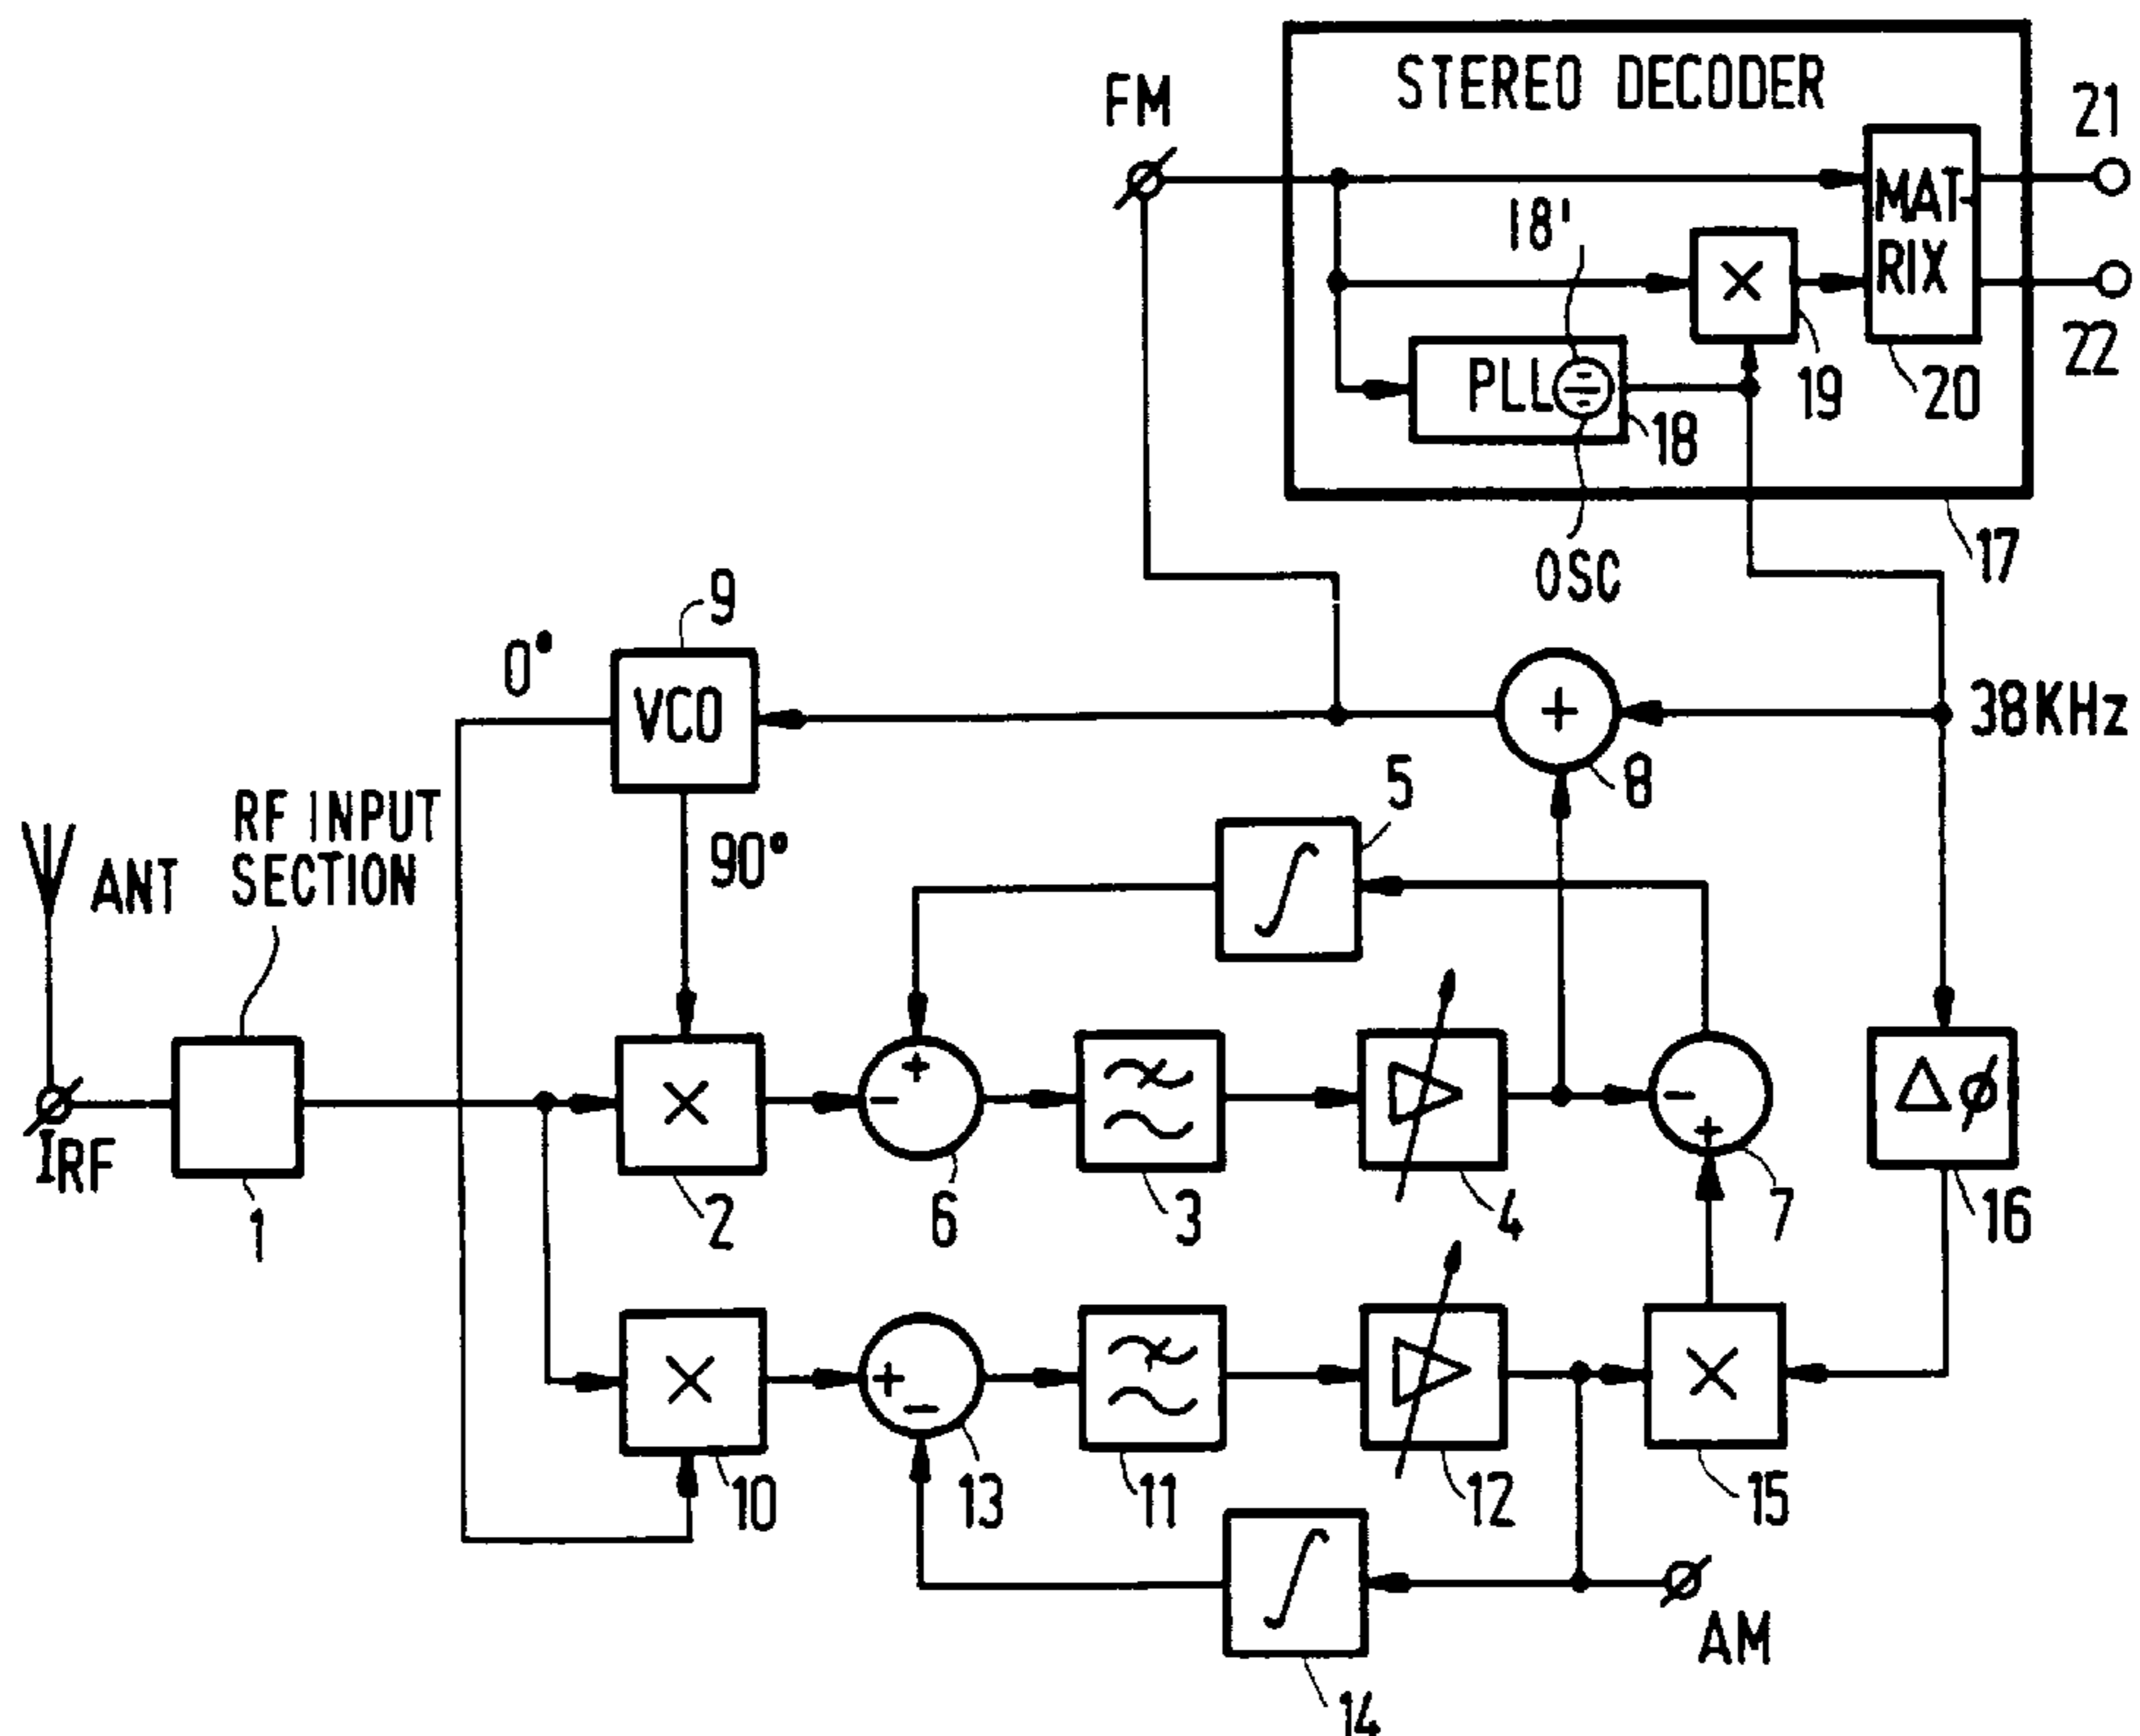 STEREO DECODER
FM
21
MAT-
RIX
18'
×
22
PLL
÷
18
19
20
OSC
17
9
0°
VCO
+
38KHz
8
5
RF INPUT
SECTION
90°
∫
ANT
IRF
1
×
2
+
−
6
3
4
−
+
7
Δφ
16
×
10
+
−
13
11
12
×
15
∫
14
AM